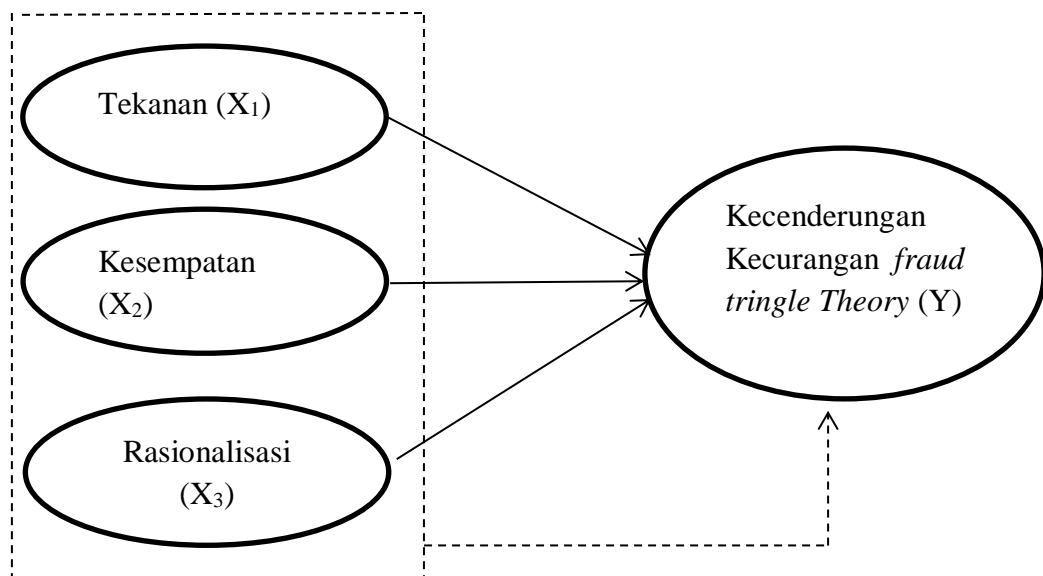 Tekanan (X₁)
Kesempatan
(X₂)
Rasionalisasi
(X₃)
Kecenderungan
Kecurangan fraud
tringle Theory (Y)